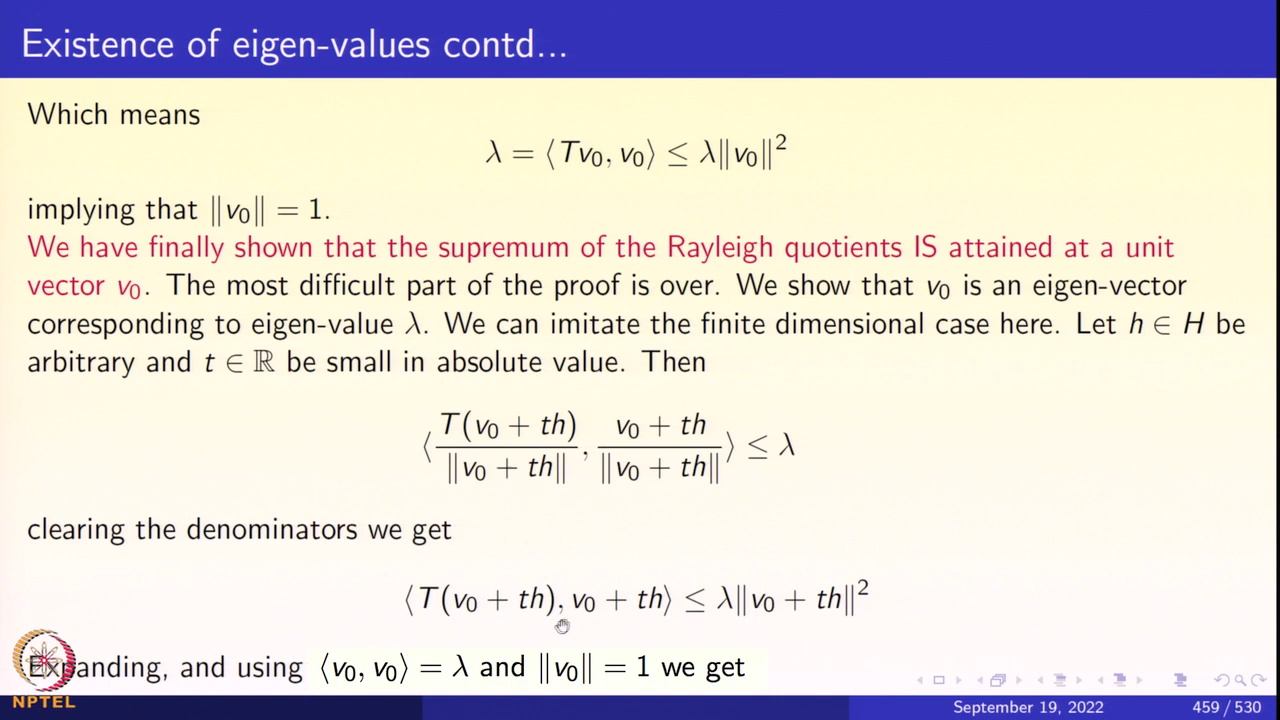 Existence of eigen-values contd...
Which means
λ = ⟨Tv₀, v₀⟩ ≤ λ‖v₀‖²
implying that ‖v₀‖ = 1.
We have finally shown that the supremum of the Rayleigh quotients IS attained at a unit
vector v₀. The most difficult part of the proof is over. We show that v₀ is an eigen-vector
corresponding to eigen-value λ. We can imitate the finite dimensional case here. Let h ∈ H be
arbitrary and t ∈ ℝ be small in absolute value. Then
⟨T(v₀ + th)/‖v₀ + th‖, v₀ + th/‖v₀ + th‖⟩ ≤ λ
clearing the denominators we get
⟨T(v₀ + th), v₀ + th⟩ ≤ λ‖v₀ + th‖²
Expanding, and using ⟨v₀, v₀⟩ = λ and ‖v₀‖ = 1 we get
NPTEL
September 19, 2022 459 / 530